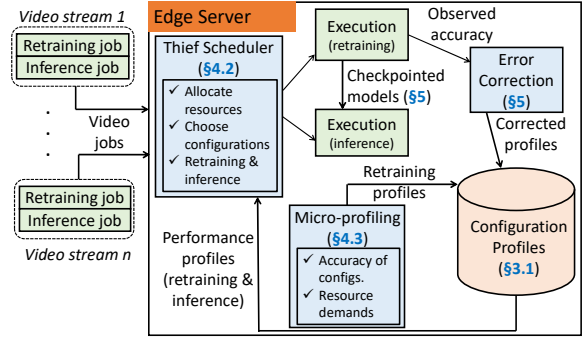 Video stream 1
Retraining job
Inference job
.
.
.
Video
jobs
Retraining job
Inference job
Video stream n
Edge Server
Thief Scheduler
(§4.2)
✓ Allocate
resources
✓ Choose
configurations
✓ Retraining &
inference
Execution
(retraining)
Checkpointed
models (§5)
Execution
(inference)
Observed
accuracy
Error
Correction
(§5)
Corrected
profiles
Retraining
profiles
Micro-profiling
(§4.3)
✓ Accuracy of
configs.
✓ Resource
demands
Configuration
Profiles
(§3.1)
Performance
profiles
(retraining &
inference)